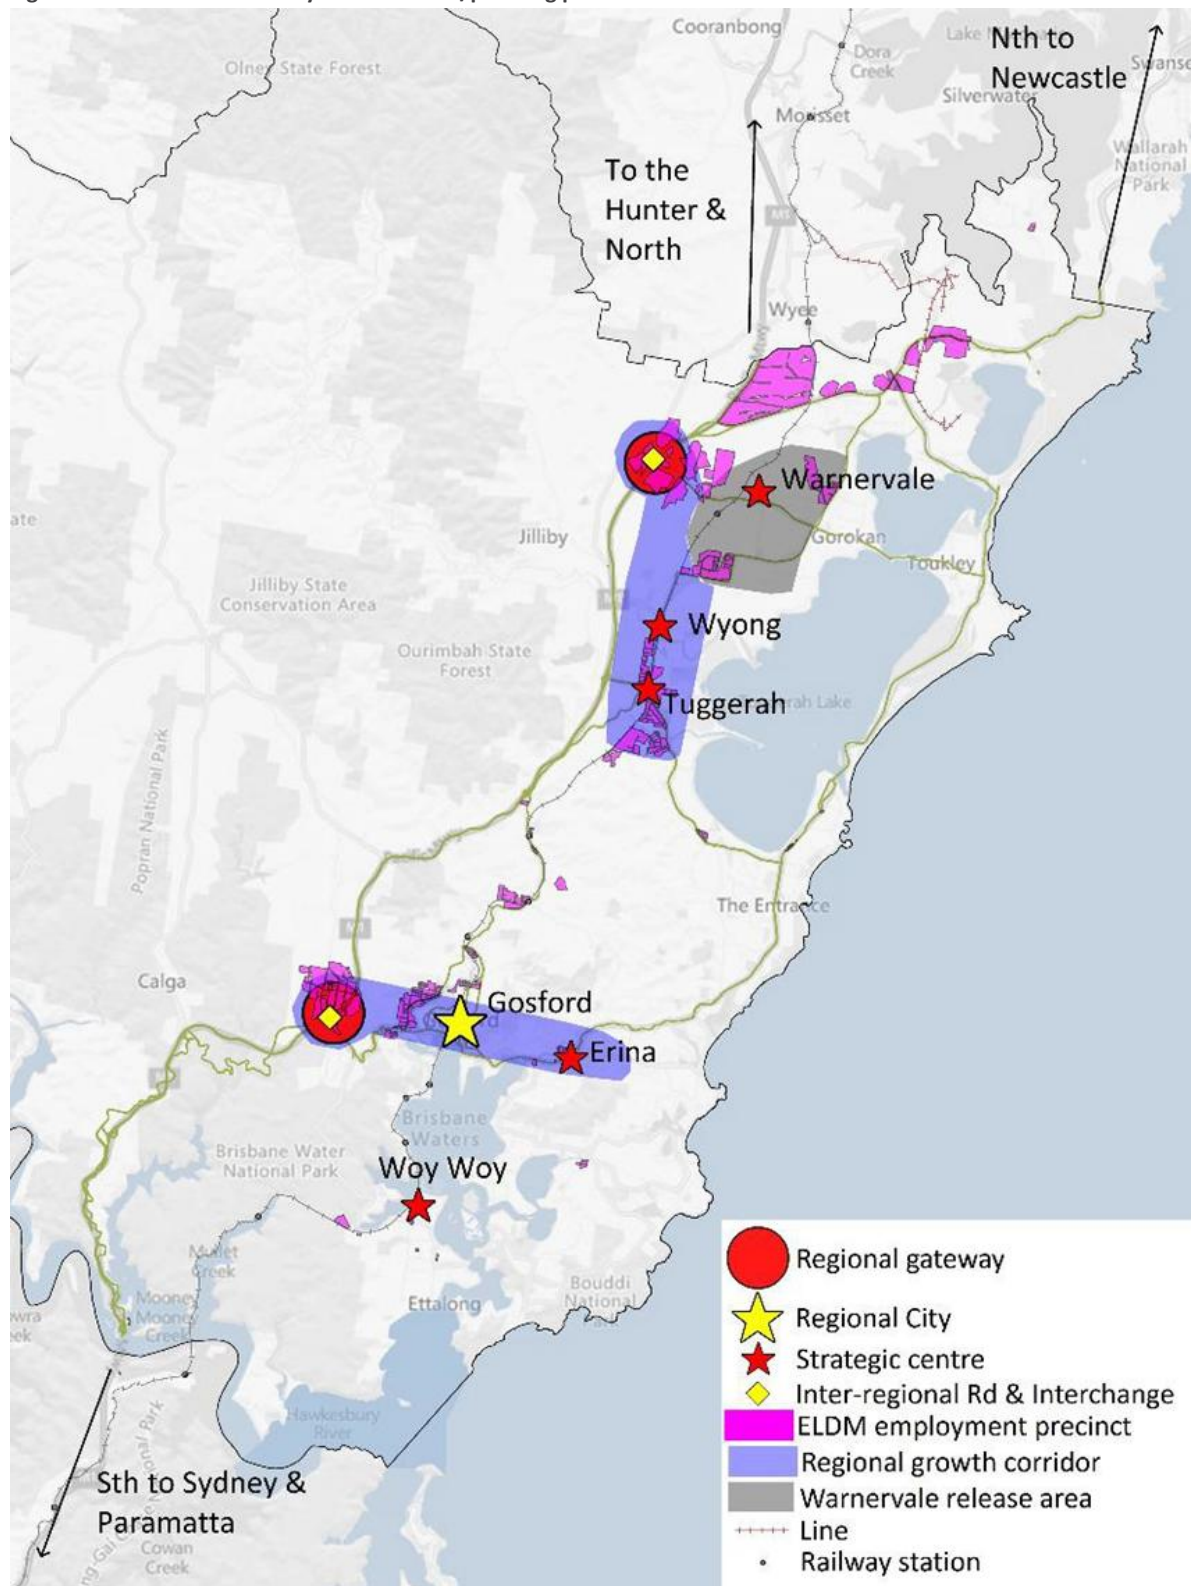 Cooranbong
Nth to
Newcastle
Dora
Creek
Swanse
Olney State Forest
Silverwater
Morisset
Wallarah
National
Park
To the
Hunter &
North
M1
Wyee
Warnervale
Jilliby
Gorokan
Toukley
Jilliby State
Conservation Area
Wyong
Ourimbah State
Forest
Tuggerah
Lake
Popran National Park
The Entrance
Calga
Gosford
Erina
Brisbane
Waters
Brisbane Water
National Park
Woy Woy
Mullet
Creek
Mooney
Mooney
Creek
Ettalong
Bouddi
National
Hawkesbury
River
Sth to Sydney &
Paramatta
Cowan
Creek
Regional gateway
Regional City
Strategic centre
Inter-regional Rd & Interchange
ELDM employment precinct
Regional growth corridor
Warnervale release area
Line
Railway station